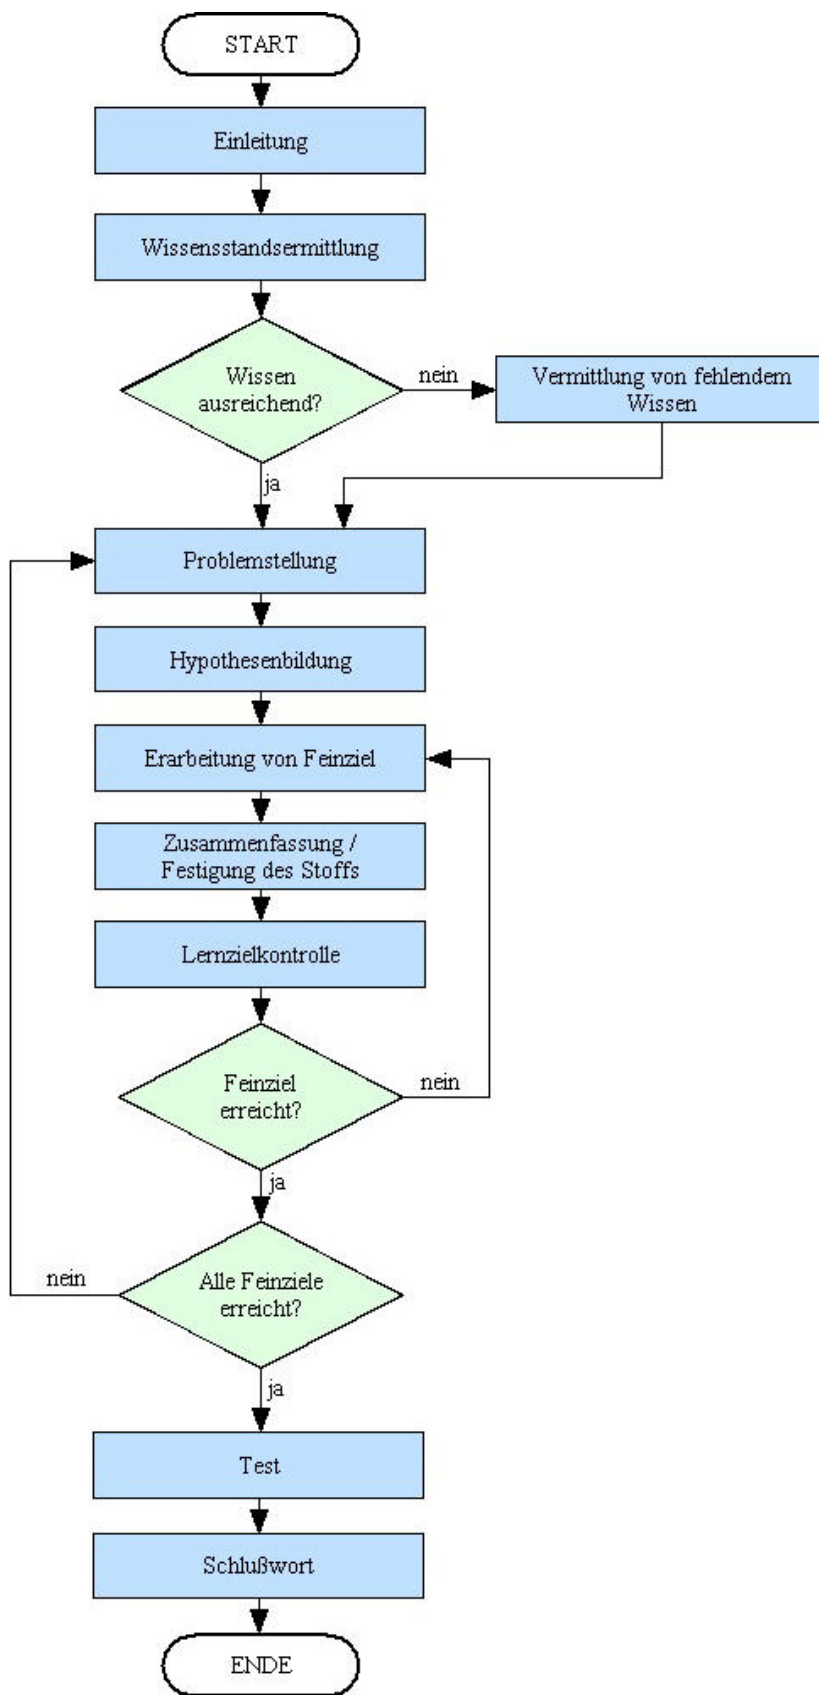 START
Einleitung
Wissensstandsermittlung
Wissen
ausreichend?
nein
Vermittlung von fehlendem
Wissen
ja
Problemstellung
Hypothesenbildung
Erarbeitung von Feinziel
Zusammenfassung /
Festigung des Stoffs
Lernzielkontrolle
Feinziel
erreicht?
nein
ja
Alle Feinziele
erreicht?
nein
ja
Test
Schlußwort
ENDE